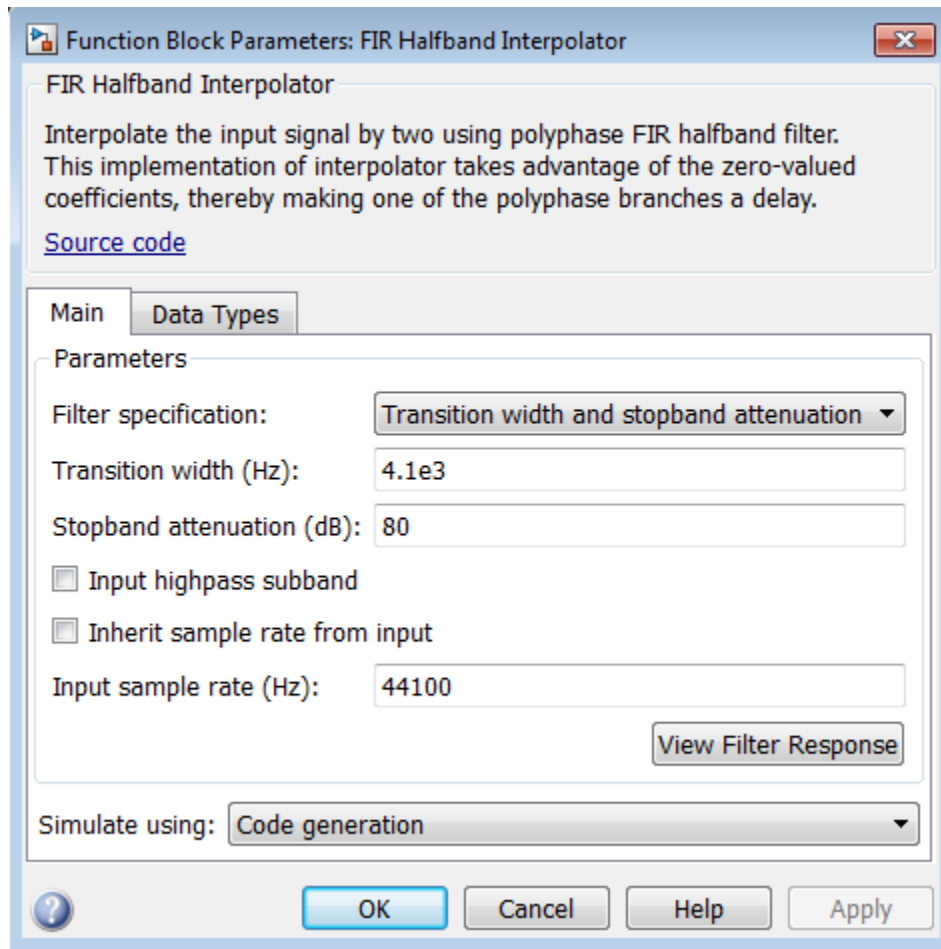 Function Block Parameters: FIR Halfband Interpolator
FIR Halfband Interpolator
Interpolate the input signal by two using polyphase FIR halfband filter.
This implementation of interpolator takes advantage of the zero-valued
coefficients, thereby making one of the polyphase branches a delay.
Source code
Main Data Types
Parameters
Filter specification: Transition width and stopband attenuation
Transition width (Hz): 4.1e3
Stopband attenuation (dB): 80
Input highpass subband
Inherit sample rate from input
Input sample rate (Hz): 44100
View Filter Response
Simulate using: Code generation
? OK Cancel Help Apply